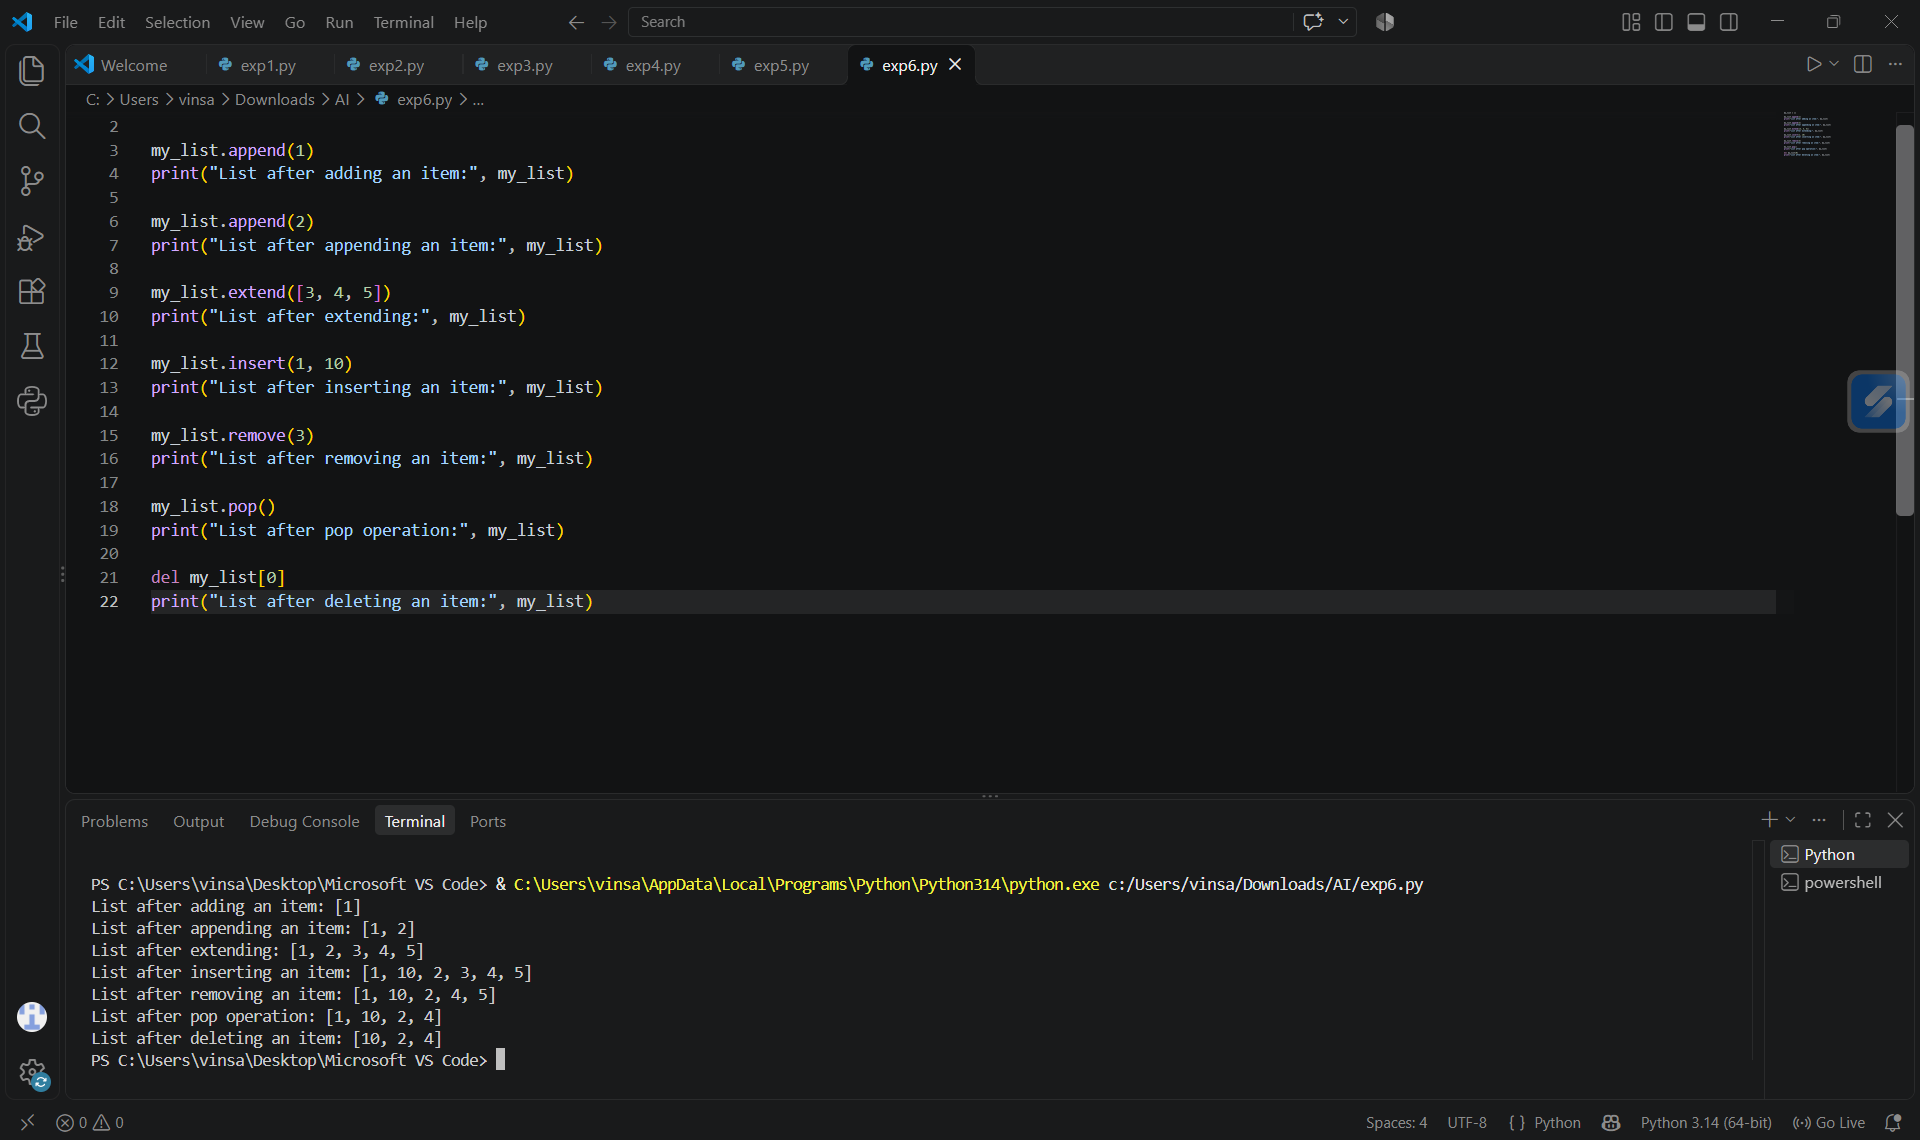 File Edit Selection View Go Run Terminal Help
Search
Welcome exp1.py exp2.py exp3.py exp4.py exp5.py exp6.py
C: > Users > vinsa > Downloads > AI > exp6.py > ...
2
3 my_list.append(1)
4 print("List after adding an item:", my_list)
5
6 my_list.append(2)
7 print("List after appending an item:", my_list)
8
9 my_list.extend([3, 4, 5])
10 print("List after extending:", my_list)
11
12 my_list.insert(1, 10)
13 print("List after inserting an item:", my_list)
14
15 my_list.remove(3)
16 print("List after removing an item:", my_list)
17
18 my_list.pop()
19 print("List after pop operation:", my_list)
20
21 del my_list[0]
22 print("List after deleting an item:", my_list)
Problems Output Debug Console Terminal Ports
Python
powershell
PS C:\Users\vinsa\Desktop\Microsoft VS Code> & C:\Users\vinsa\AppData\Local\Programs\Python\Python314\python.exe c:/Users/vinsa/Downloads/AI/exp6.py
List after adding an item: [1]
List after appending an item: [1, 2]
List after extending: [1, 2, 3, 4, 5]
List after inserting an item: [1, 10, 2, 3, 4, 5]
List after removing an item: [1, 10, 2, 4, 5]
List after pop operation: [1, 10, 2, 4]
List after deleting an item: [10, 2, 4]
PS C:\Users\vinsa\Desktop\Microsoft VS Code>
0 0 Spaces: 4 UTF-8 { } Python Python 3.14 (64-bit) Go Live